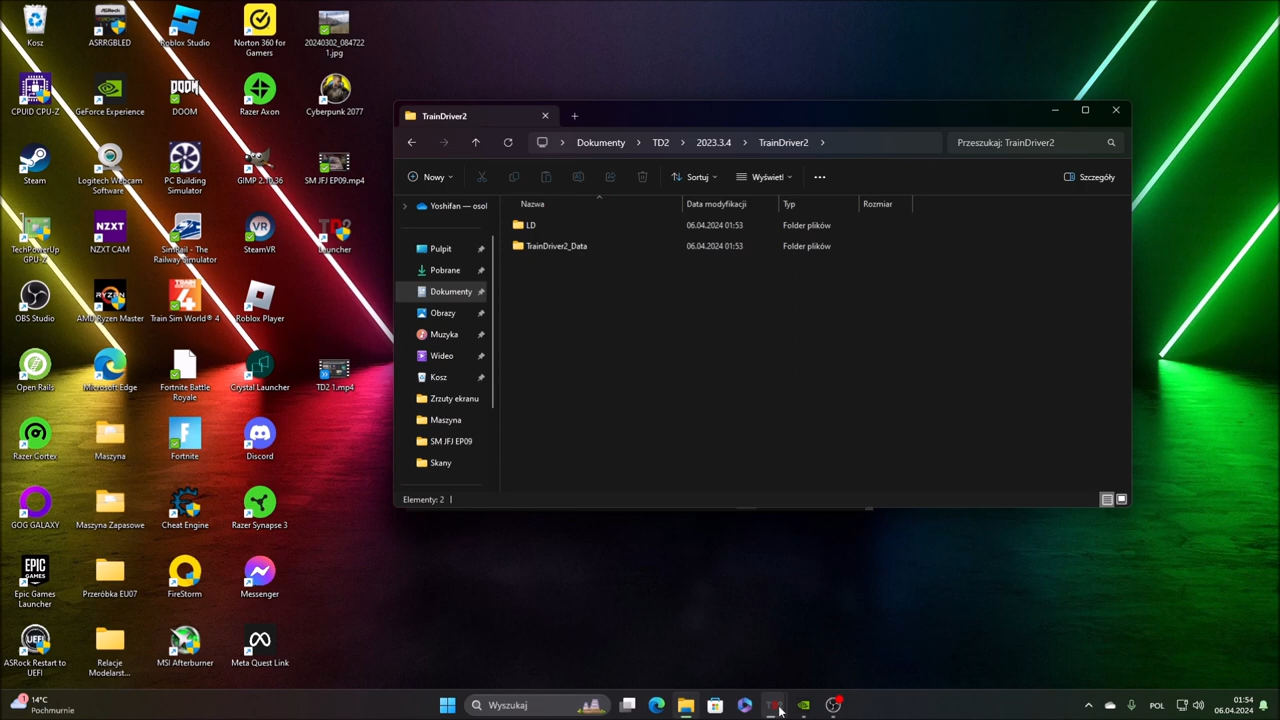 Kosz
ASRRGBLED
Roblox Studio
Norton 360 for
Gamers
20240302_084722
1.jpg
CPUID CPU-Z
GeForce Experience
DOOM
Razer Axon
Cyberpunk 2077
Steam
Logitech Webcam
Software
PC Building
Simulator
GIMP 2.10.36
SM JFJ EP09.mp4
TechPowerUp
GPU-Z
NZXT
NZXT CAM
SimRail - The
Railway Simulator
SteamVR
Launcher
OBS Studio
AMD Ryzen Master
Train Sim World® 4
Roblox Player
Open Rails
Microsoft Edge
Fortnite Battle
Royale
Crystal Launcher
TD2 1.mp4
Razer Cortex
Maszyna
Fortnite
Discord
GOG GALAXY
Maszyna Zapasowe
Cheat Engine
Razer Synapse 3
Epic Games
Launcher
Przeróbka EU07
FireStorm
Messenger
ASRock Restart to
UEFI
Relacje
Modelarst...
MSI Afterburner
Meta Quest Link
TrainDriver2
Dokumenty > TD2 > 2023.3.4 > TrainDriver2 >
Przeszukaj: TrainDriver2
Nowy
Sortuj
Wyświetl
Szczegóły
Nazwa
Data modyfikacji
Typ
Rozmiar
LD
06.04.2024 01:53
Folder plików
TrainDriver2_Data
06.04.2024 01:53
Folder plików
Yoshifan — osol
Pulpit
Pobrane
Dokumenty
Obrazy
Muzyka
Wideo
Kosz
Zrzuty ekranu
Maszyna
SM JFJ EP09
Skany
Elementy: 2
14°C
Pochmurnie
Wyszukaj
POL
01:54
06.04.2024